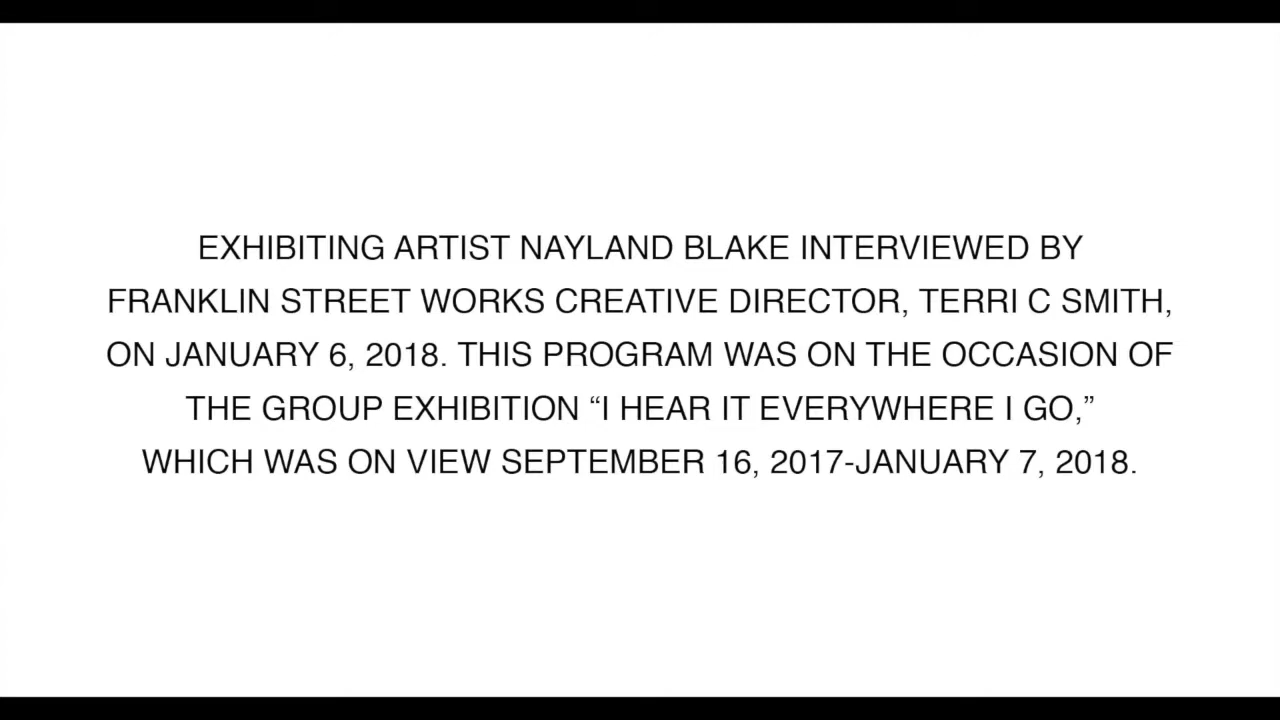 EXHIBITING ARTIST NAYLAND BLAKE INTERVIEWED BY
FRANKLIN STREET WORKS CREATIVE DIRECTOR, TERRI C SMITH,
ON JANUARY 6, 2018. THIS PROGRAM WAS ON THE OCCASION OF
THE GROUP EXHIBITION “I HEAR IT EVERYWHERE I GO,”
WHICH WAS ON VIEW SEPTEMBER 16, 2017-JANUARY 7, 2018.